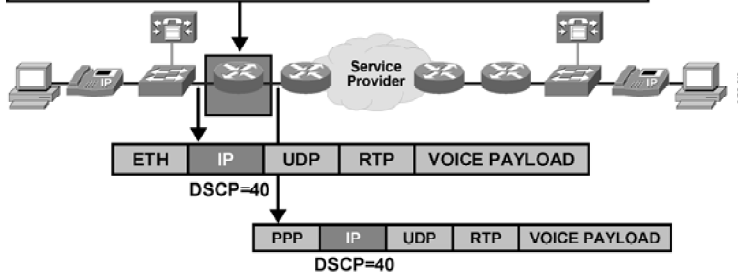 Service
Provider
IP
IP
ETH IP UDP RTP VOICE PAYLOAD
DSCP=40
PPP IP UDP RTP VOICE PAYLOAD
DSCP=40